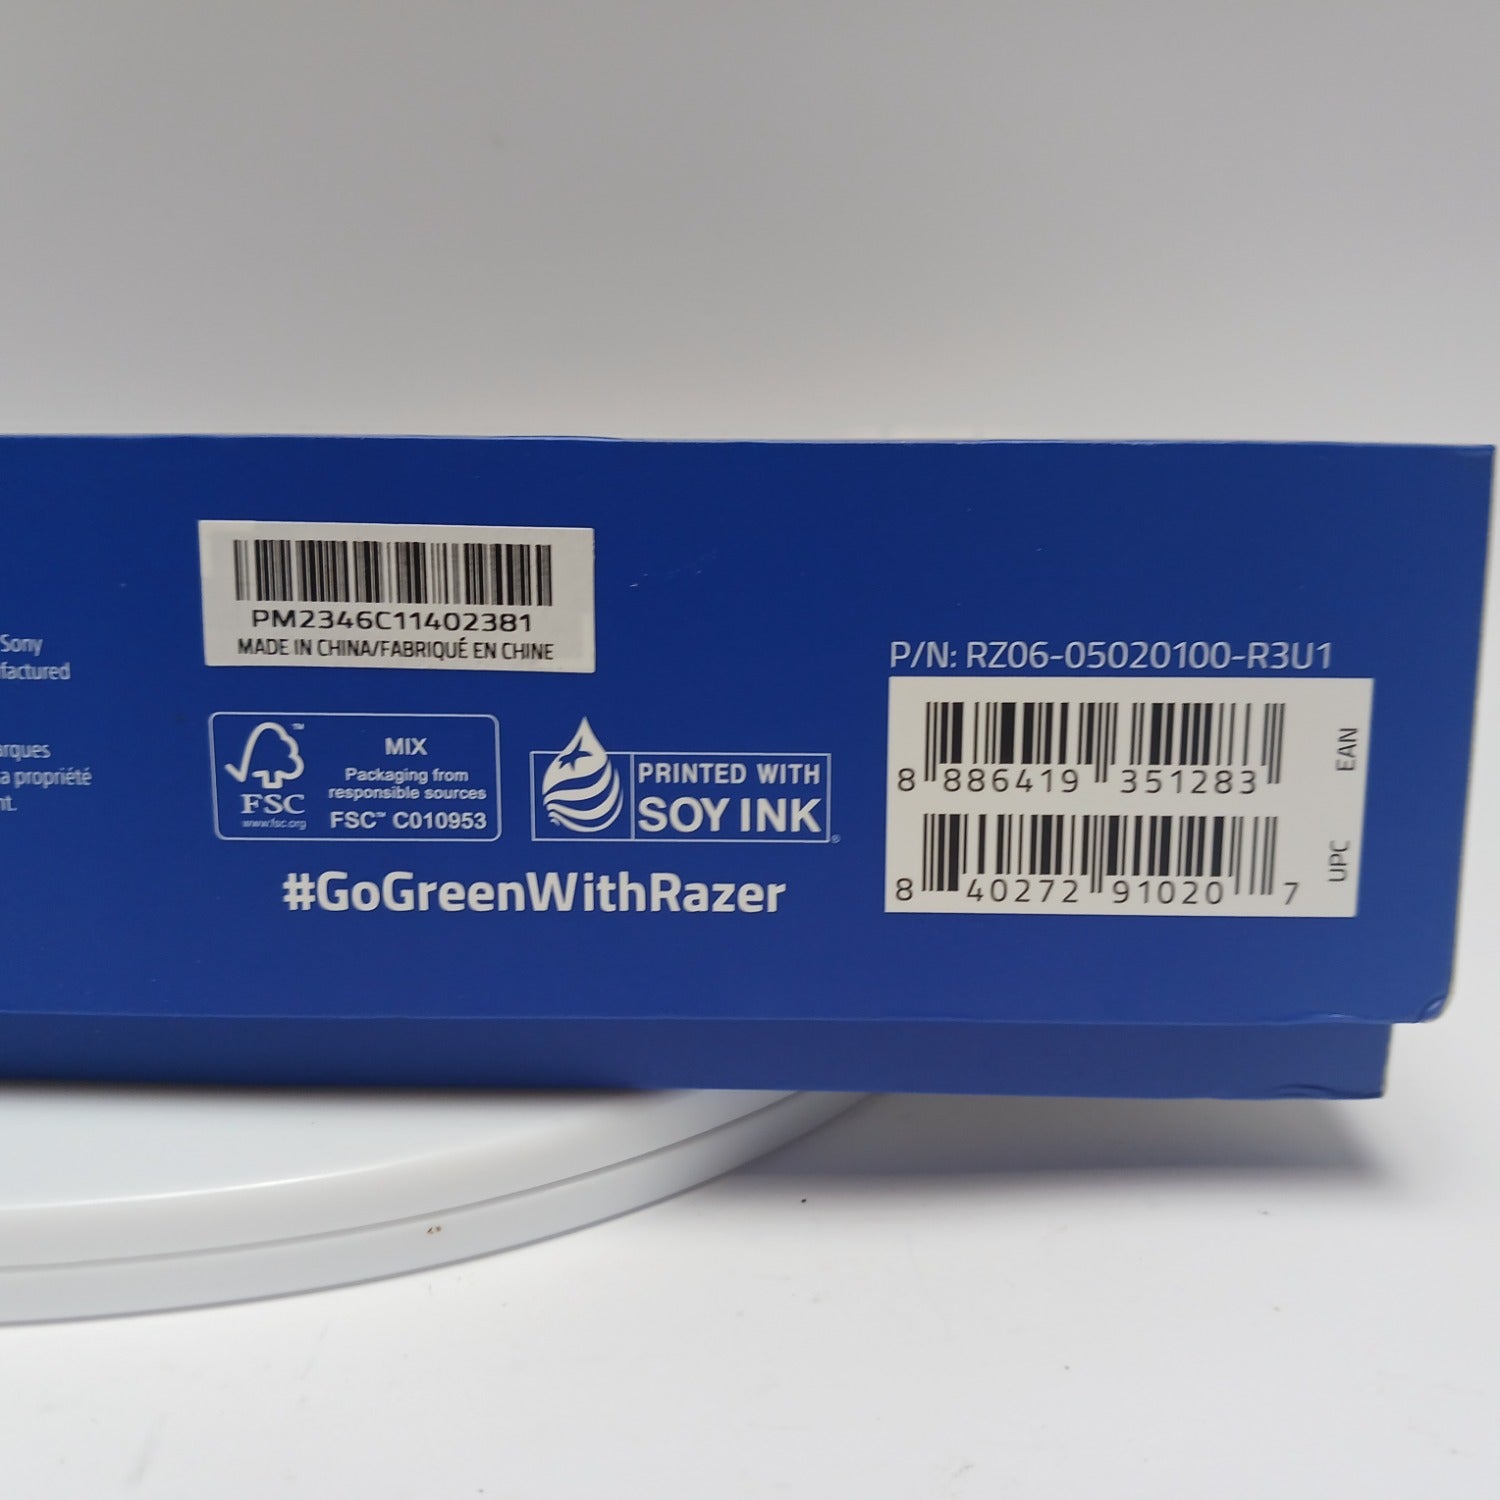 Sony
factured
arques
a propriété
nt.
PM2346C11402381
MADE IN CHINA/FABRIQUÉ EN CHINE
FSC
www.fsc.org
™
MIX
Packaging from
responsible sources
FSC™ C010953
PRINTED WITH
SOY INK
®
#GoGreenWithRazer
P/N: RZ06-05020100-R3U1
8 886419 351283
EAN
8 40272 91020 7
UPC